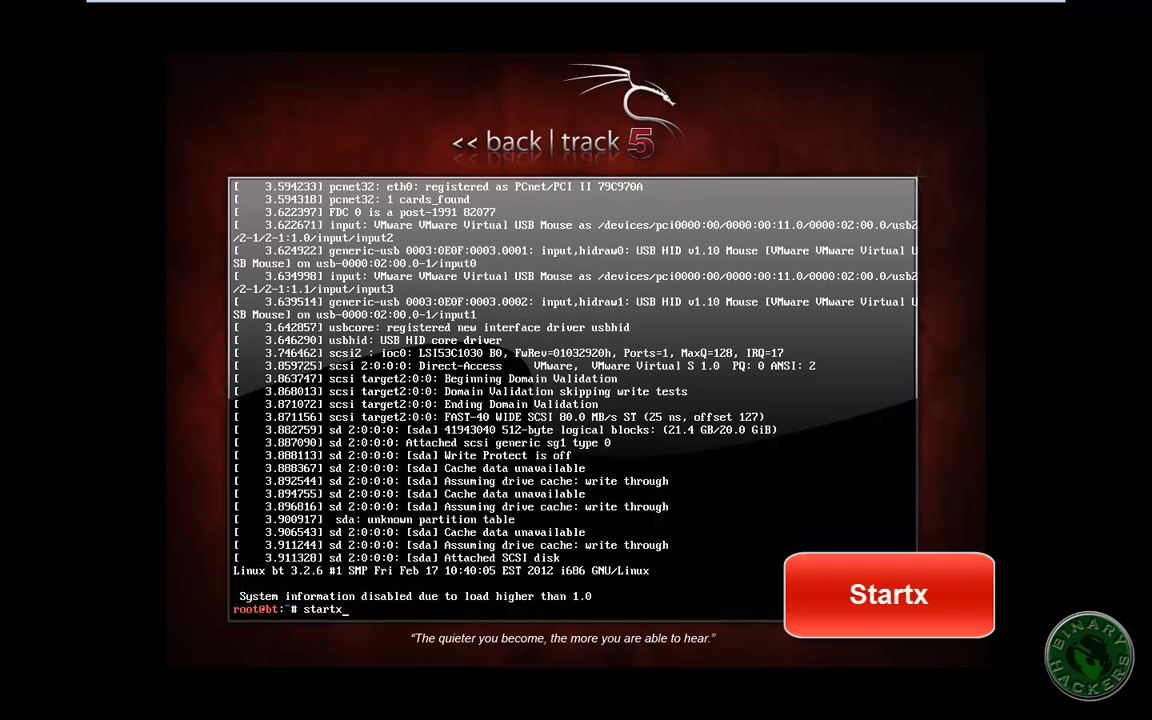 << back | track 5
[    3.594233] pcnet32: eth0: registered as PCnet/PCI II 79C970A
[    3.594318] pcnet32: 1 cards_found
[    3.622397] FDC 0 is a post-1991 82077
[    3.622671] input: VMware VMware Virtual USB Mouse as /devices/pci0000:00/0000:00:11.0/0000:02:00.0/usb2
/2-1/2-1:1.0/input/input2
[    3.624922] generic-usb 0003:0E0F:0003.0001: input,hidraw0: USB HID v1.10 Mouse [VMware VMware Virtual U
SB Mouse] on usb-0000:02:00.0-1/input0
[    3.634998] input: VMware VMware Virtual USB Mouse as /devices/pci0000:00/0000:00:11.0/0000:02:00.0/usb2
/2-1/2-1:1.1/input/input3
[    3.639514] generic-usb 0003:0E0F:0003.0002: input,hidraw1: USB HID v1.10 Mouse [VMware VMware Virtual U
SB Mouse] on usb-0000:02:00.0-1/input1
[    3.642857] usbcore: registered new interface driver usbhid
[    3.646290] usbhid: USB HID core driver
[    3.746462] scsi2 : ioc0: LSI53C1030 B0, FwRev=01032920h, Ports=1, MaxQ=128, IRQ=17
[    3.859725] scsi 2:0:0:0: Direct-Access     VMware,  VMware Virtual S 1.0  PQ: 0 ANSI: 2
[    3.863747] scsi target2:0:0: Beginning Domain Validation
[    3.868013] scsi target2:0:0: Domain Validation skipping write tests
[    3.871072] scsi target2:0:0: Ending Domain Validation
[    3.871156] scsi target2:0:0: FAST-40 WIDE SCSI 80.0 MB/s ST (25 ns, offset 127)
[    3.882759] sd 2:0:0:0: [sda] 41943040 512-byte logical blocks: (21.4 GB/20.0 GiB)
[    3.887090] sd 2:0:0:0: Attached scsi generic sg1 type 0
[    3.888113] sd 2:0:0:0: [sda] Write Protect is off
[    3.888367] sd 2:0:0:0: [sda] Cache data unavailable
[    3.892544] sd 2:0:0:0: [sda] Assuming drive cache: write through
[    3.894755] sd 2:0:0:0: [sda] Cache data unavailable
[    3.896816] sd 2:0:0:0: [sda] Assuming drive cache: write through
[    3.900917]  sda: unknown partition table
[    3.906543] sd 2:0:0:0: [sda] Cache data unavailable
[    3.911244] sd 2:0:0:0: [sda] Assuming drive cache: write through
[    3.911328] sd 2:0:0:0: [sda] Attached SCSI disk
Linux bt 3.2.6 #1 SMP Fri Feb 17 10:40:05 EST 2012 i686 GNU/Linux
System information disabled due to load higher than 1.0
root@bt:~# startx_
Startx
“The quieter you become, the more you are able to hear.”
BINARY
HACKERS